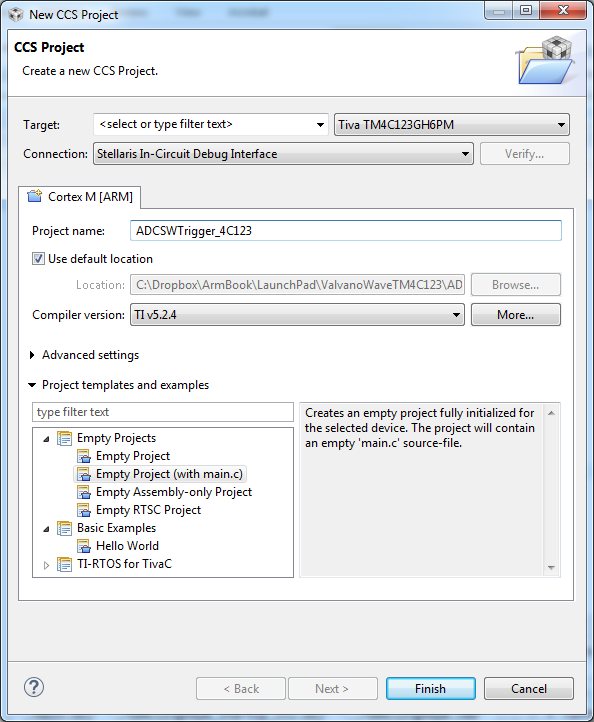 New CCS Project
CCS Project
Create a new CCS Project.
Target: <select or type filter text> Tiva TM4C123GH6PM
Connection: Stellaris In-Circuit Debug Interface Verify...
Cortex M [ARM]
Project name: ADCSWTrigger_4C123
Use default location
Location: C:\Dropbox\ArmBook\LaunchPad\ValvanoWareTM4C123\AD Browse...
Compiler version: TI v5.2.4 More...
Advanced settings
Project templates and examples
type filter text
Empty Projects
Empty Project
Empty Project (with main.c)
Empty Assembly-only Project
Empty RTSC Project
Basic Examples
Hello World
TI-RTOS for TivaC
Creates an empty project fully initialized for
the selected device. The project will contain
an empty 'main.c' source-file.
? < Back Next > Finish Cancel